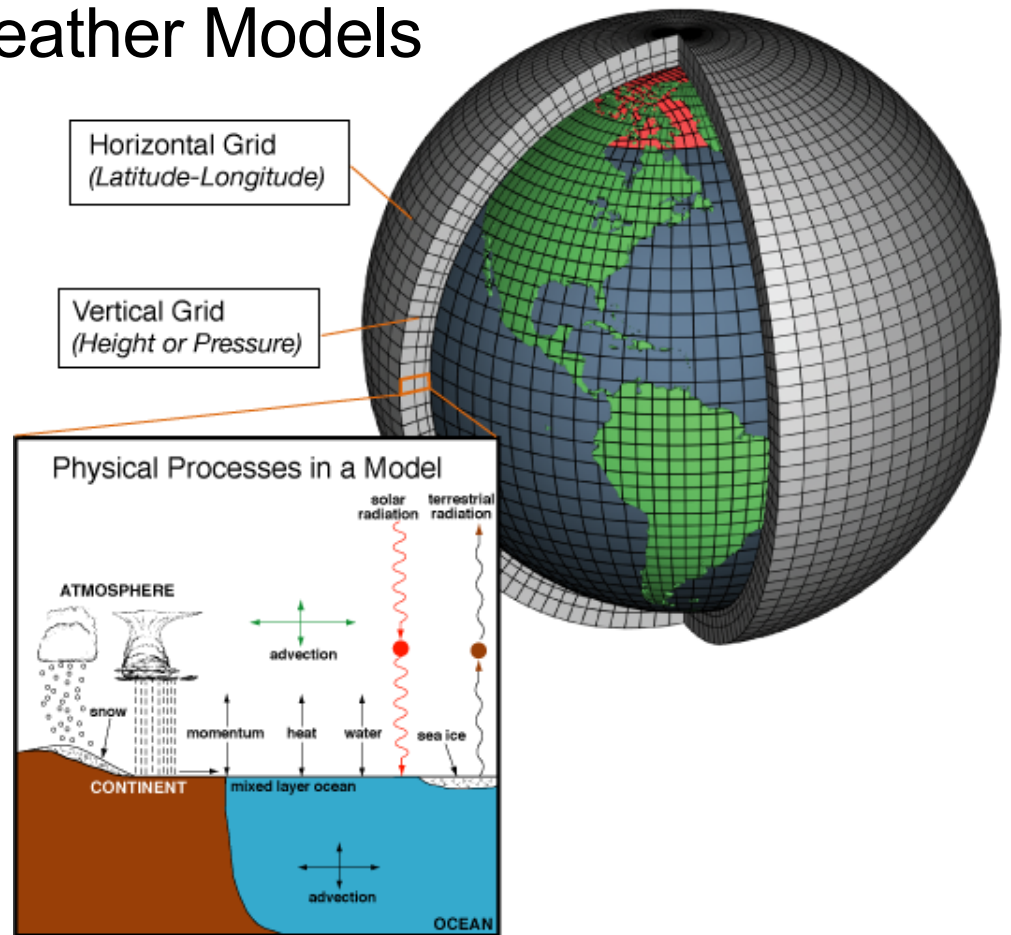 eather Models
Horizontal Grid
(Latitude-Longitude)
Vertical Grid
(Height or Pressure)
Physical Processes in a Model
solar
radiation
terrestrial
radiation
ATMOSPHERE
advection
snow
momentum
heat
water
sea ice
CONTINENT
mixed layer ocean
advection
OCEAN